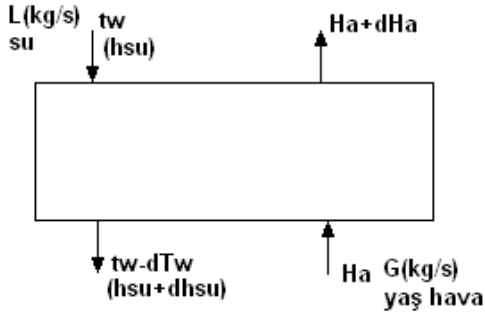 L(kg/s)
su
tw
(hsu)
Ha+dHa
tw-dTw
(hsu+dhsu)
Ha
G(kg/s)
yaş hava